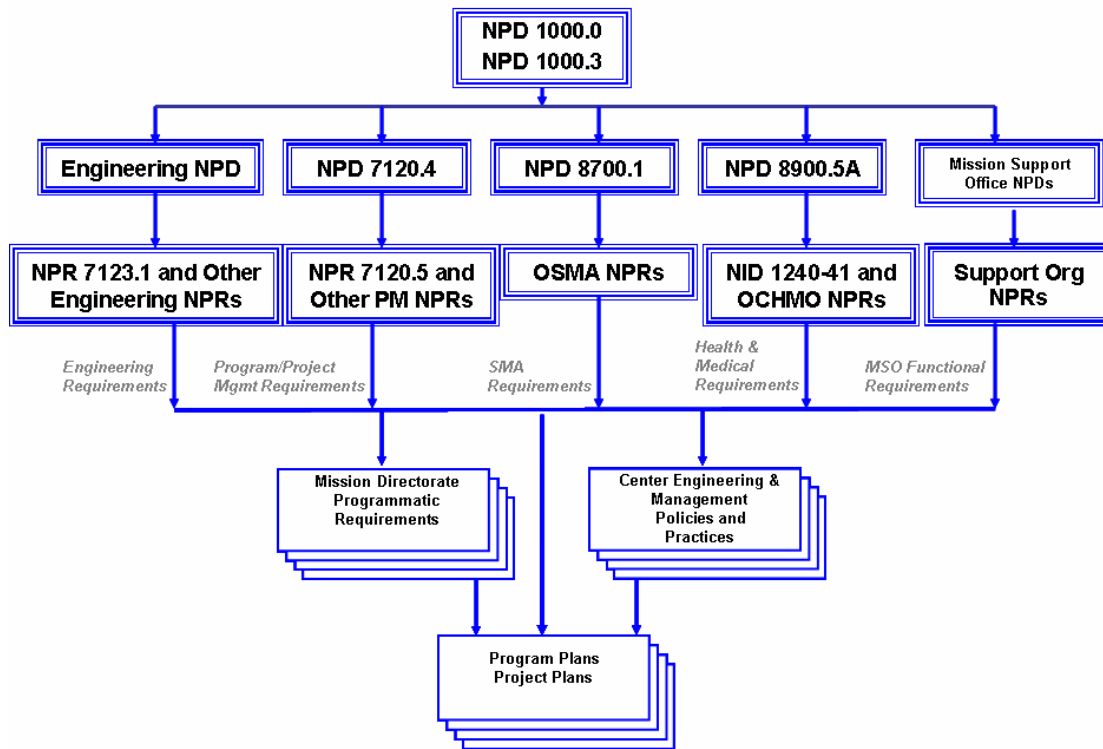 NPD 1000.0
NPD 1000.3
Engineering NPD
NPD 7120.4
NPD 8700.1
NPD 8900.5A
Mission Support
Office NPDs
NPR 7123.1 and Other
Engineering NPRs
NPR 7120.5 and
Other PM NPRs
OSMA NPRs
NID 1240-41 and
OCHMO NPRs
Support Org
NPRs
Engineering
Requirements
Program/Project
Mgmt Requirements
SMA
Requirements
Health &
Medical
Requirements
MSO Functional
Requirements
Mission Directorate
Programmatic
Requirements
Center Engineering &
Management
Policies and
Practices
Program Plans
Project Plans